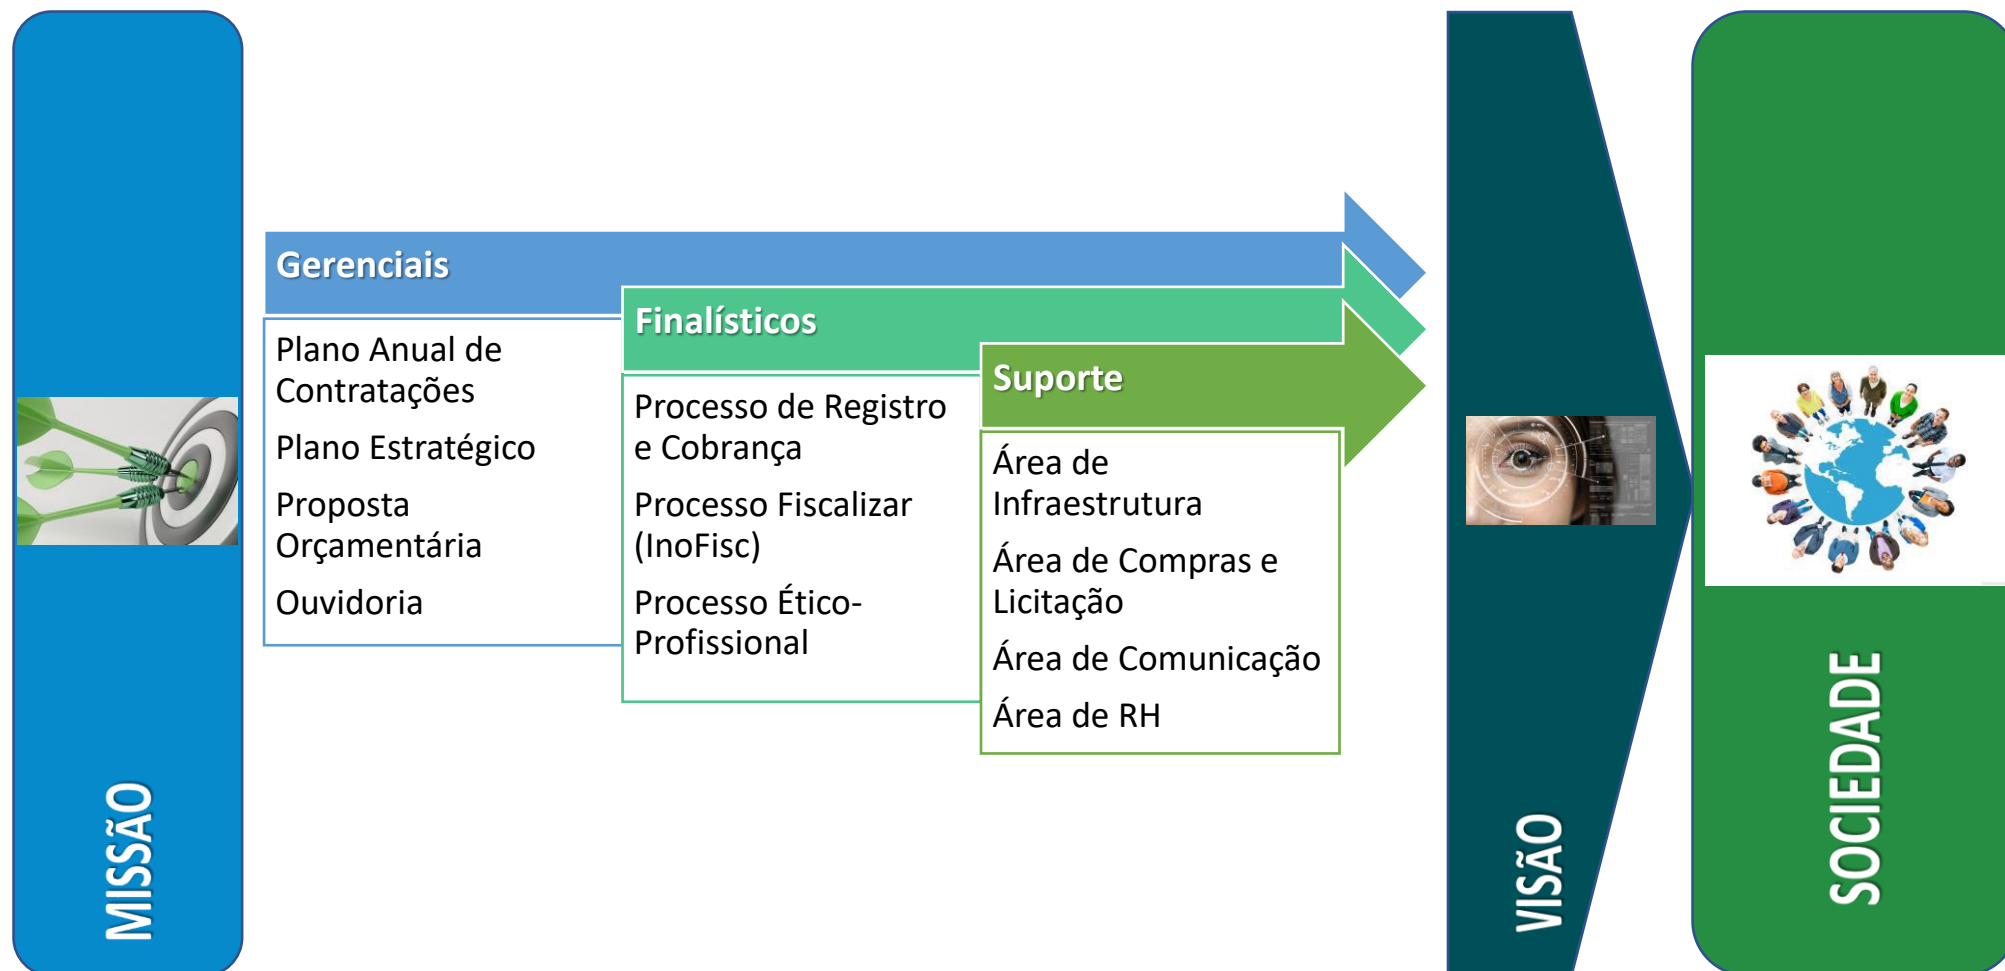 MISSÃO
Gerenciais
Plano Anual de
Contratações
Plano Estratégico
Proposta
Orçamentária
Ouvidoria
Finalísticos
Processo de Registro
e Cobrança
Processo Fiscalizar
(InoFisc)
Processo Ético-
Profissional
Suporte
Área de
Infraestrutura
Área de Compras e
Licitação
Área de Comunicação
Área de RH
VISÃO
SOCIEDADE